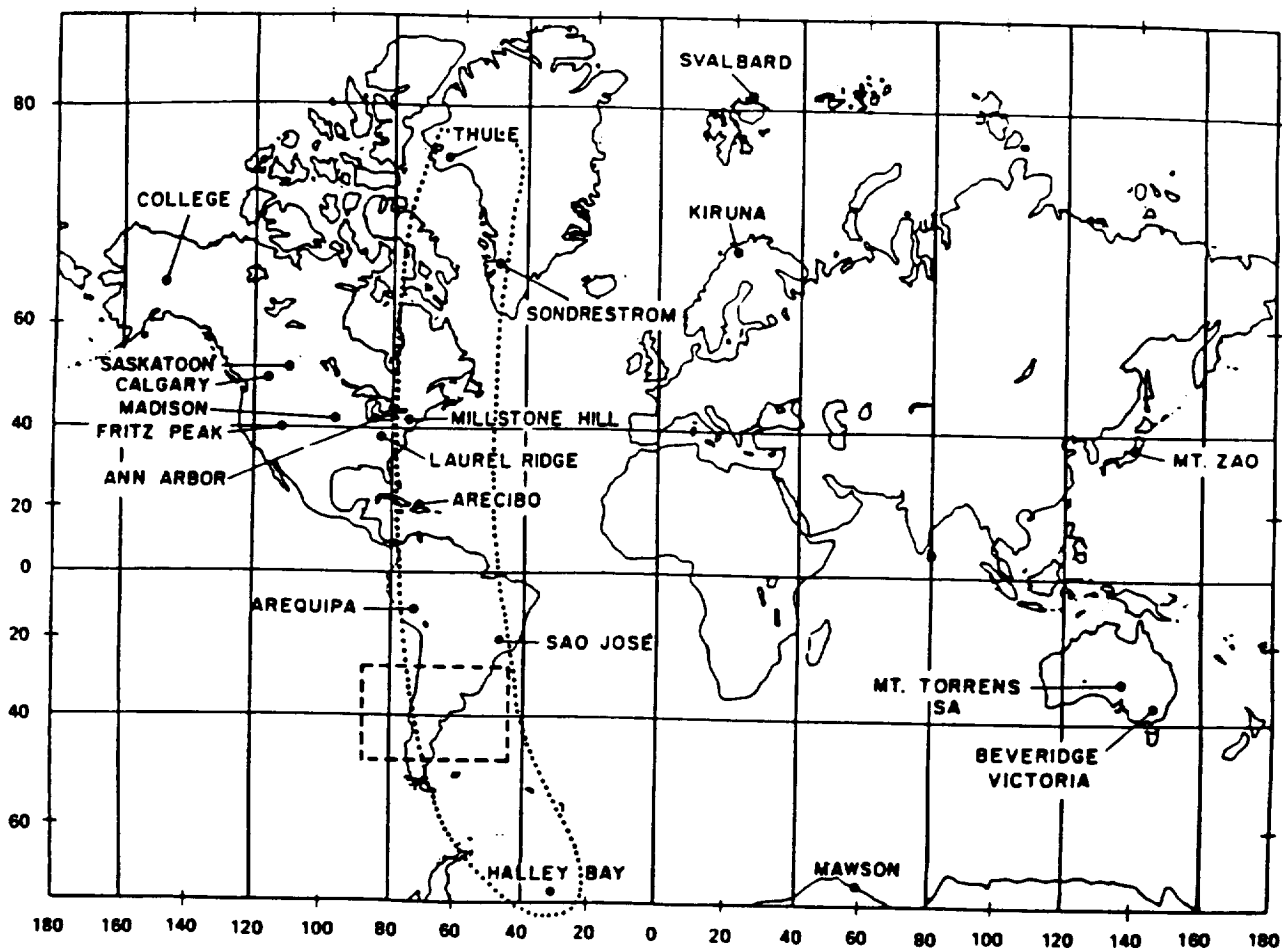 SVALBARD
80
THULE
COLLEGE
KIRUNA
60
SONDRESTROM
SASKATOON
CALGARY
MADISON
MILLSTONE HILL
40
FRITZ PEAK
LAUREL RIDGE
MT. ZAO
ANN ARBOR
20
ARECIBO
0
AREQUIPA
20
SAO JOSE
MT. TORRENS
SA
40
BEVERIDGE
VICTORIA
60
HALLEY BAY
MAWSON
180 160 140 120 100 80 60 40 20 0 20 40 60 80 100 120 140 160 180